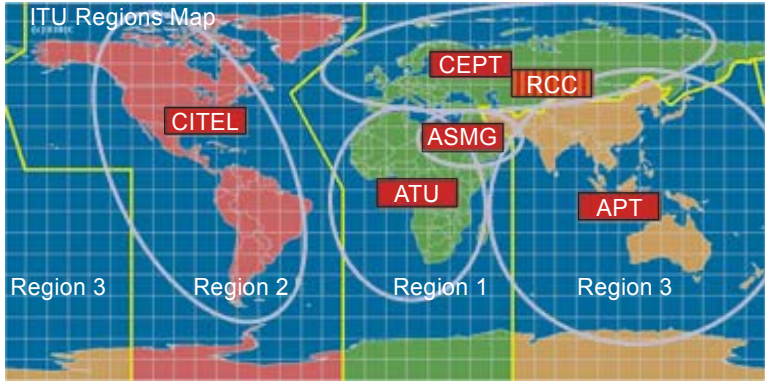 ITU Regions Map
CEPT
RCC
CITEL
ASMG
ATU
APT
Region 3
Region 2
Region 1
Region 3